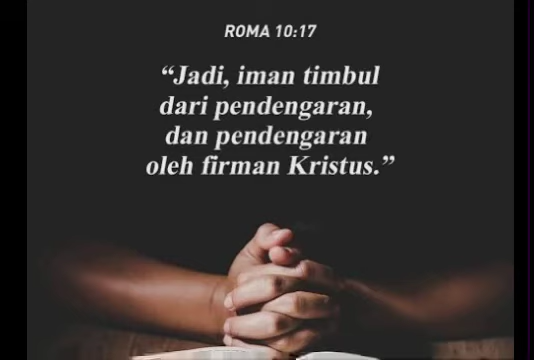 ROMA 10:17
“Jadi, iman timbul
dari pendengaran,
dan pendengaran
oleh firman Kristus.”